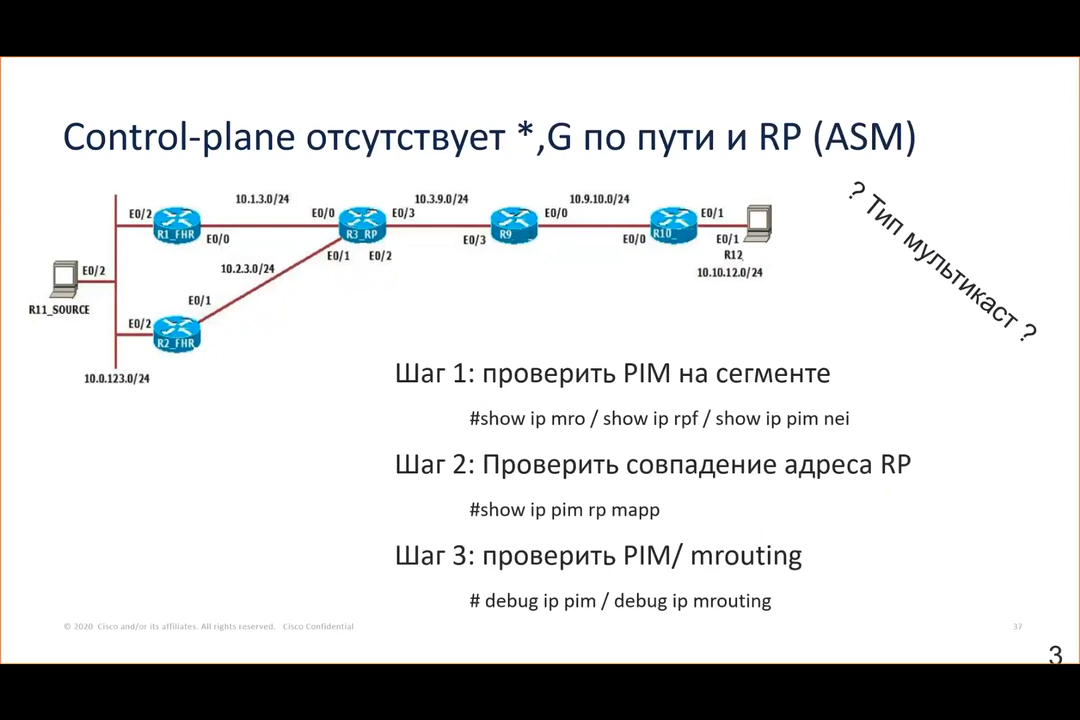 Control-plane отсутствует *,G по пути и RP (ASM)
? Тип мультикаст ?
10.1.3.0/24
10.3.9.0/24
10.9.10.0/24
E0/2
R1_FHR
E0/0
E0/0
R3_RP
E0/3
E0/3
R9
E0/0
E0/0
R10
E0/1
E0/1
R12
10.10.12.0/24
E0/1
E0/2
10.2.3.0/24
E0/2
R11_SOURCE
E0/1
E0/2
R2_FHR
10.0.123.0/24
Шаг 1: проверить PIM на сегменте
#show ip mro / show ip rpf / show ip pim nei
Шаг 2: Проверить совпадение адреса RP
#show ip pim rp mapp
Шаг 3: проверить PIM/ mrouting
# debug ip pim / debug ip mrouting
© 2020 Cisco and/or its affiliates. All rights reserved. Cisco Confidential
37
3